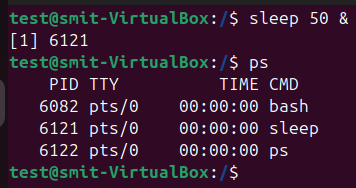 test@smit-VirtualBox:/$ sleep 50 &
[1] 6121
test@smit-VirtualBox:/$ ps
    PID TTY          TIME CMD
   6082 pts/0    00:00:00 bash
   6121 pts/0    00:00:00 sleep
   6122 pts/0    00:00:00 ps
test@smit-VirtualBox:/$